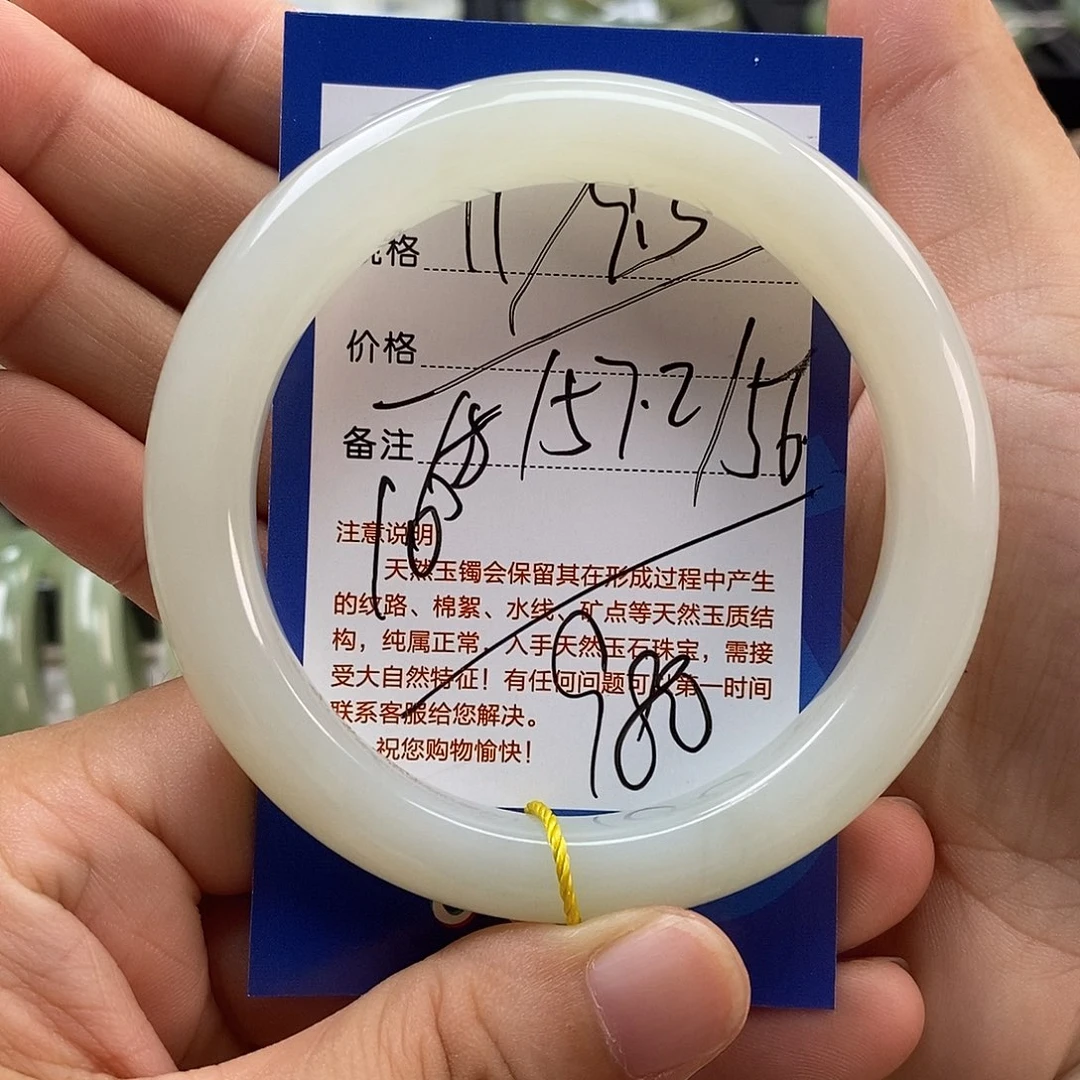 格 11/9.5
价格
备注 157.2/56
注意说明
天然玉镯会保留其在形成过程中产生
的纹路、棉絮、水线、矿点等天然玉质结
构，纯属正常，入手天然玉石珠宝，需接
受大自然特征！有任何问题可以第一时间
联系客服给您解决。
祝您购物愉快！
980